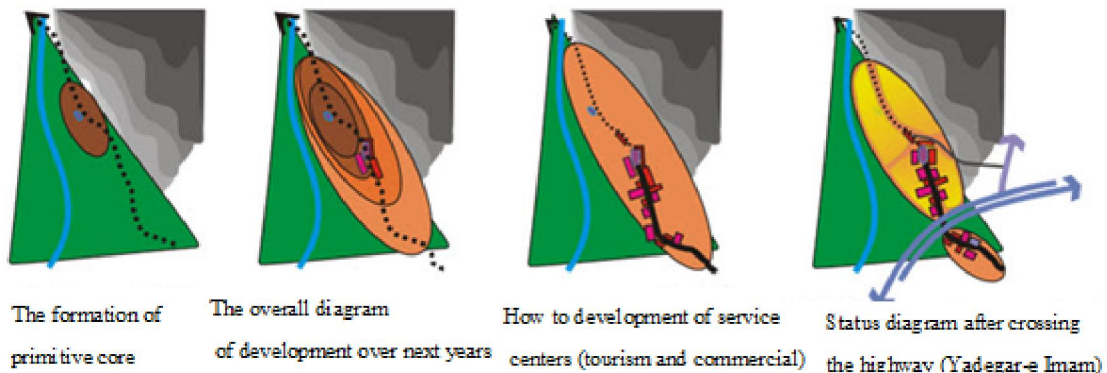 The formation of
primitive core
The overall diagram
of development over next years
How to development of service
centers (tourism and commercial)
Status diagram after crossing
the highway (Yadegar-e Imam)